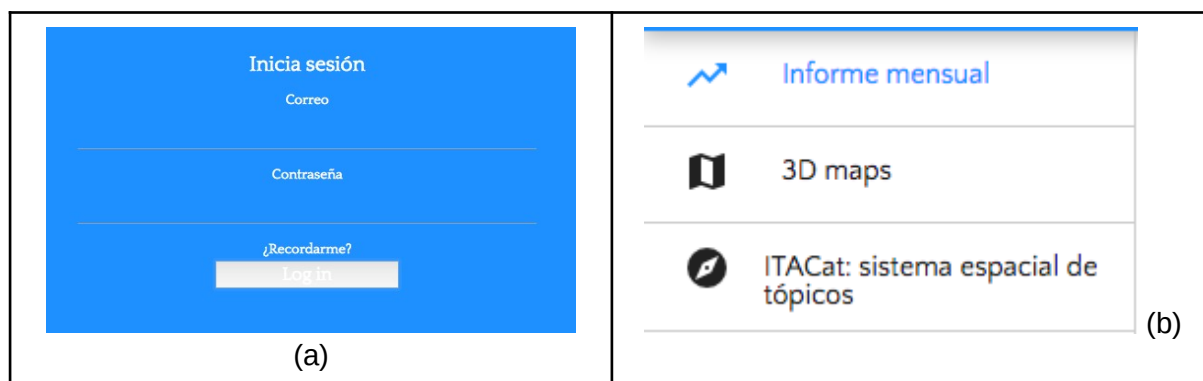 Inicia sesión
Correo
Contraseña
¿Recordarme?
Log in
(a)
Informe mensual
3D maps
ITACat: sistema espacial de
tópicos
(b)